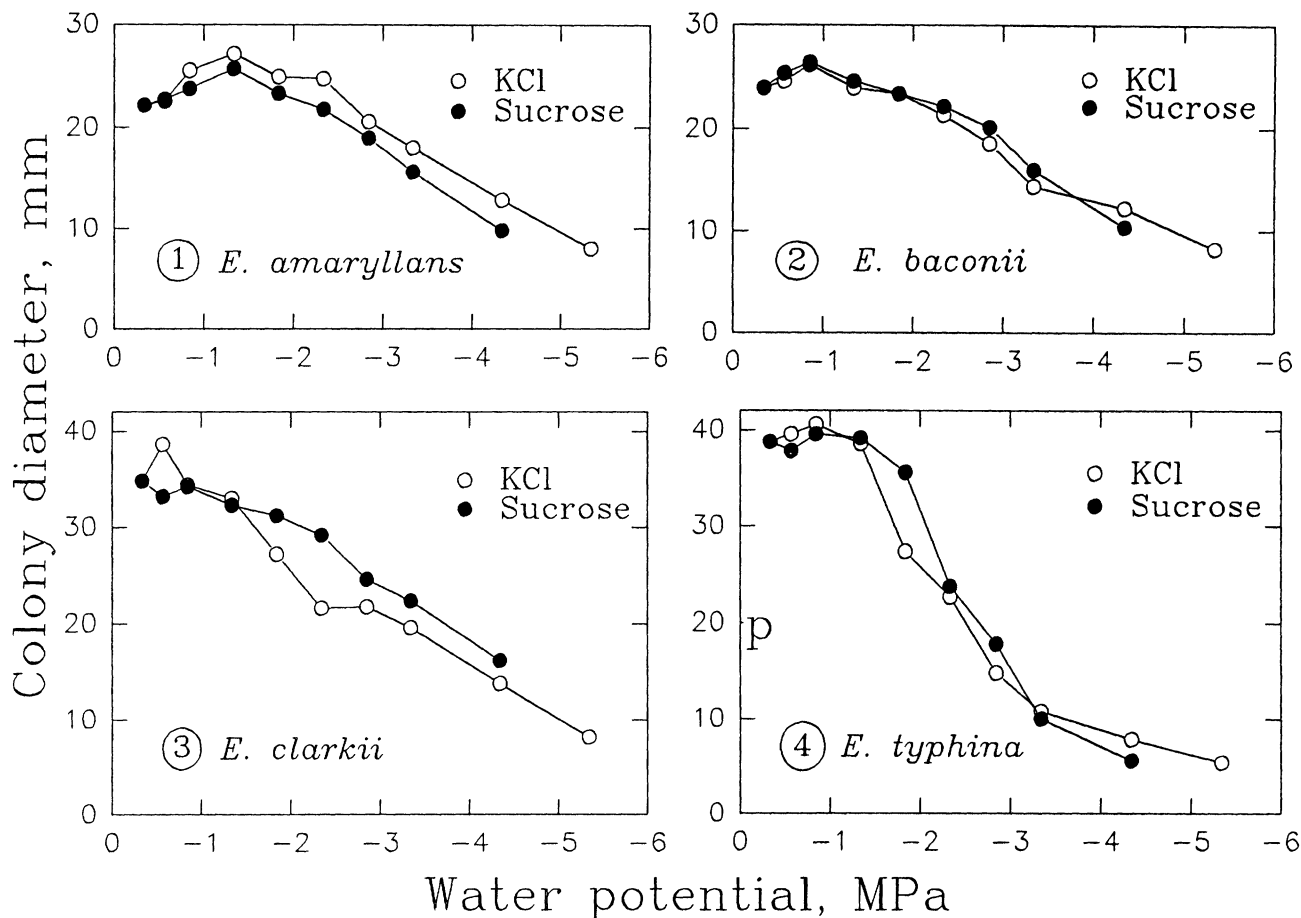 Colony diameter, mm
30
20
10
0
KCl
Sucrose
1 E. amaryllans
0 -1 -2 -3 -4 -5 -6
30
20
10
0
KCl
Sucrose
2 E. baconii
0 -1 -2 -3 -4 -5 -6
40
30
20
10
0
KCl
Sucrose
3 E. clarkii
0 -1 -2 -3 -4 -5 -6
40
30
20
10
0
KCl
Sucrose
p
4 E. typhina
0 -1 -2 -3 -4 -5 -6
Water potential, MPa